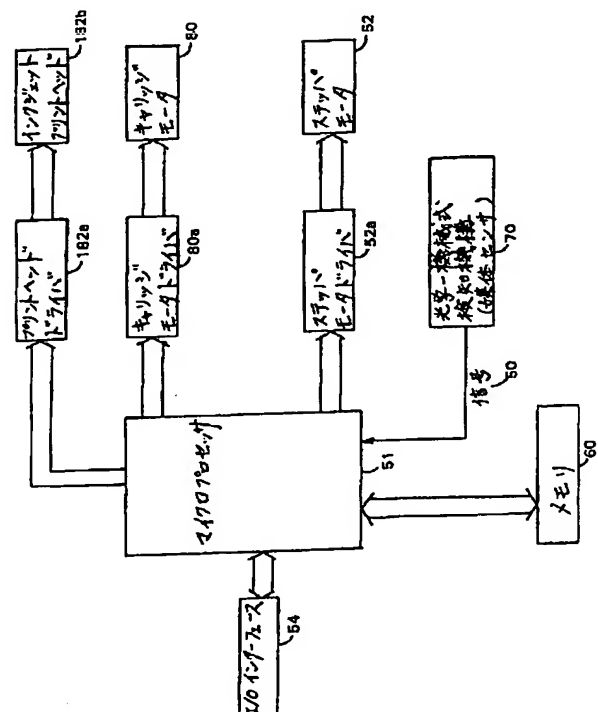 インクジェット
プリントヘッド
182b
プリントヘッド
ドライバ
182a
キャリッジ
モータ
80
キャリッジ
モータドライバ
80a
ステッパ
モータ
52
ステッパ
モータドライバ
52a
光学-機械式
検知機構
(媒体センサ)
70
信号
50
マイクロプロセッサ
51
メモリ
60
I/O インターフェース
54